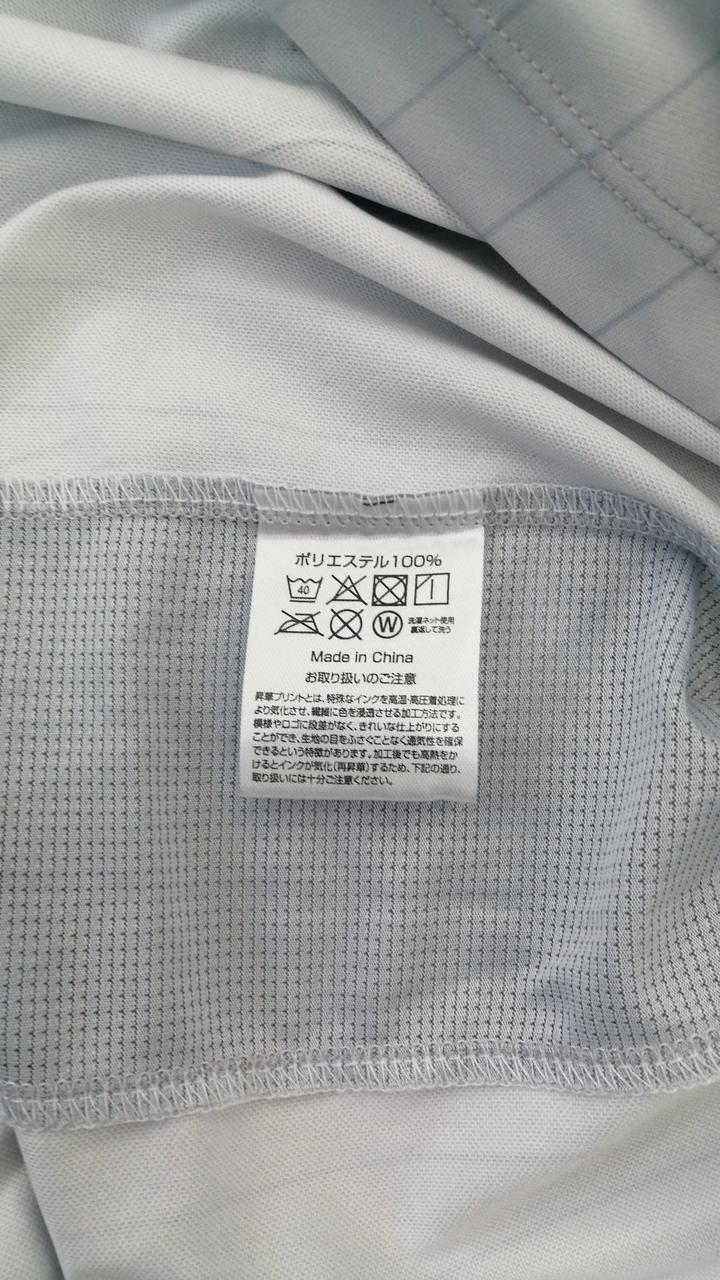 ポリエステル100%
40
W 洗濯ネット使用
裏返して洗う
Made in China
お取り扱いのご注意
昇華プリントとは、特殊なインクを高温・高圧着処理に
より気化させ、繊維に色を浸透させる加工方法です。
模様やロゴに段差がなく、きれいな仕上がりにする
ことができ、生地の目をふさぐことなく通気性を確保
できるという特徴があります。加工後でも高熱をか
けるとインクが気化(再昇華)するため、下記の通り、
取り扱いには十分ご注意ください。